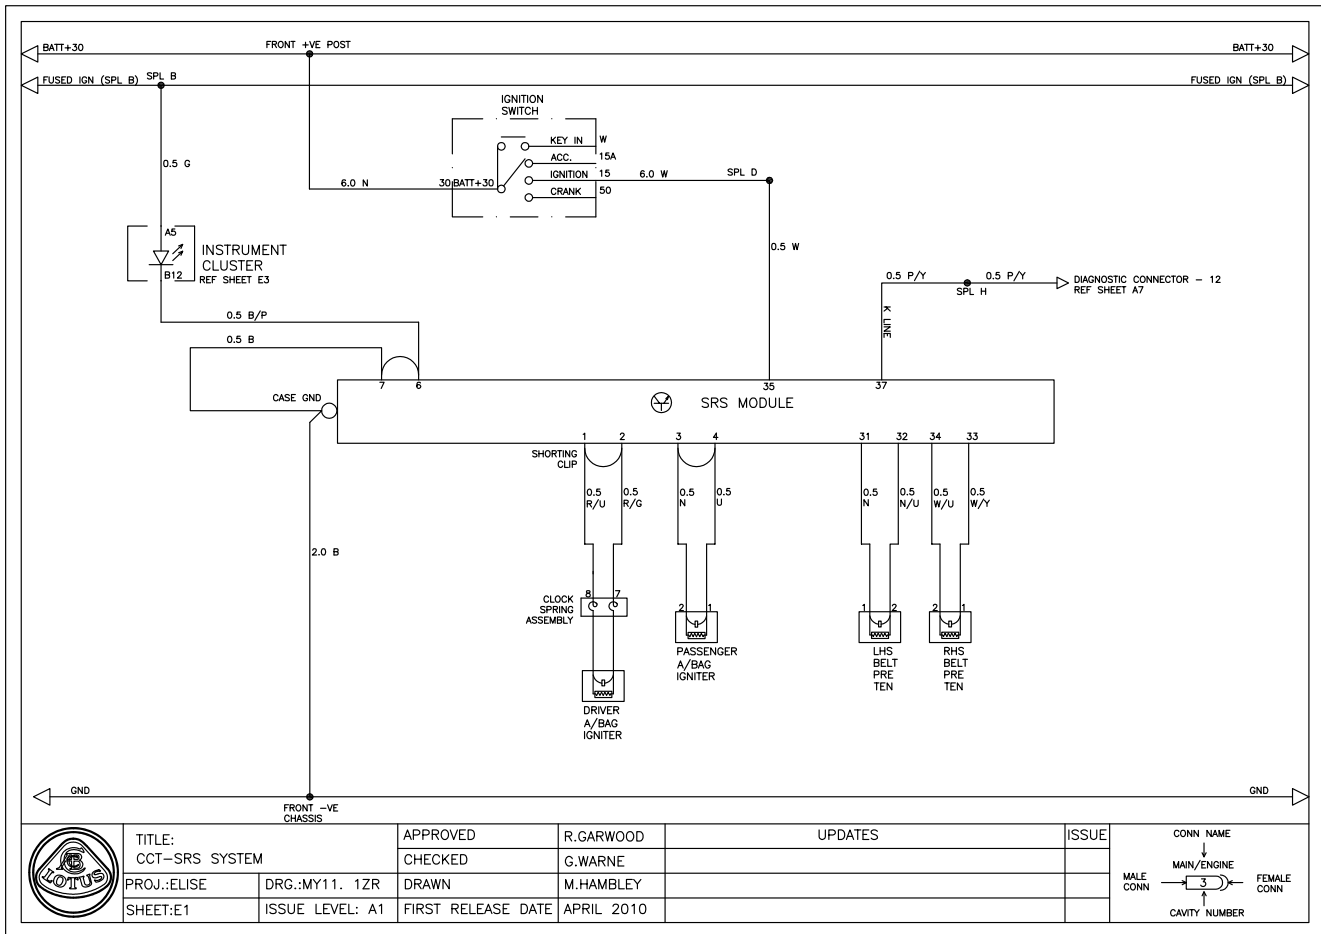 BATT+30
FRONT +VE POST
BATT+30
FUSED IGN (SPL B)
SPL B
FUSED IGN (SPL B)
IGNITION
SWITCH
KEY IN
W
ACC.
15A
IGNITION
15
CRANK
50
30
BATT+30
6.0 N
6.0 W
SPL D
0.5 G
A5
B12
INSTRUMENT
CLUSTER
REF SHEET E3
0.5 W
0.5 P/Y
SPL H
0.5 P/Y
DIAGNOSTIC CONNECTOR – 12
REF SHEET A7
K LINE
0.5 B/P
0.5 B
7
6
35
37
CASE GND
SRS MODULE
1
2
3
4
31
32
34
33
SHORTING
CLIP
0.5
R/U
0.5
R/G
0.5
N
0.5
U
0.5
N
0.5
N/U
0.5
W/U
0.5
W/Y
2.0 B
CLOCK
SPRING
ASSEMBLY
8
7
2
1
1
2
2
1
PASSENGER
A/BAG
IGNITER
LHS
BELT
PRE
TEN
RHS
BELT
PRE
TEN
DRIVER
A/BAG
IGNITER
GND
FRONT –VE
CHASSIS
GND
ACBC
LOTUS
TITLE:
CCT–SRS SYSTEM
PROJ.:ELISE
DRG.:MY11. 1ZR
SHEET:E1
ISSUE LEVEL: A1
APPROVED
R.GARWOOD
CHECKED
G.WARNE
DRAWN
M.HAMBLEY
FIRST RELEASE DATE
APRIL 2010
UPDATES
ISSUE
CONN NAME
MAIN/ENGINE
MALE
CONN
3
FEMALE
CONN
CAVITY NUMBER